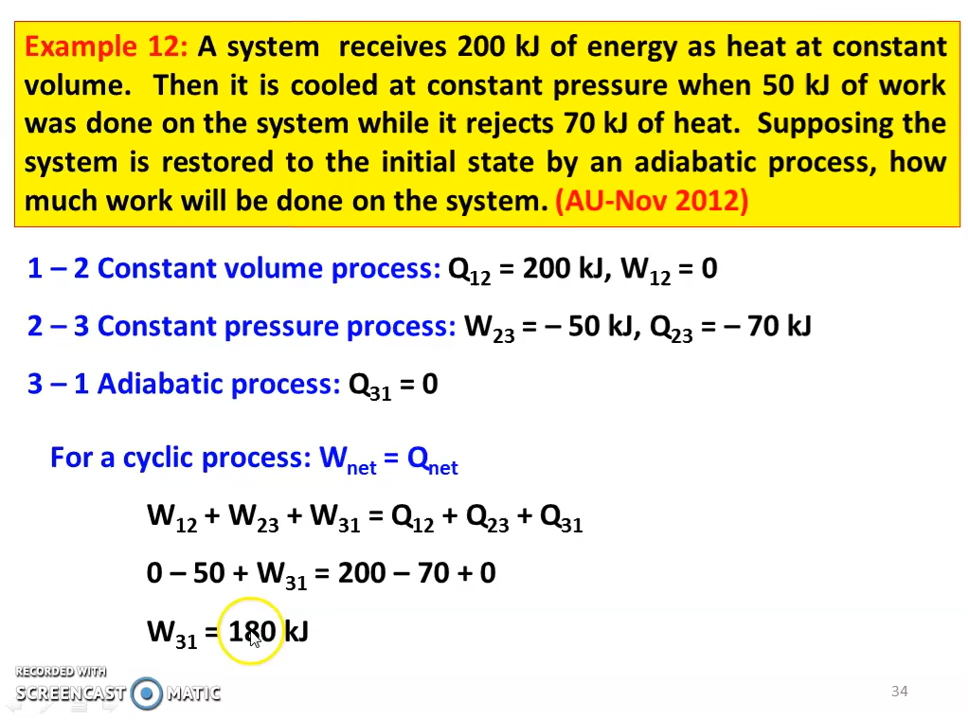 Example 12: A system receives 200 kJ of energy as heat at constant
volume. Then it is cooled at constant pressure when 50 kJ of work
was done on the system while it rejects 70 kJ of heat. Supposing the
system is restored to the initial state by an adiabatic process, how
much work will be done on the system. (AU-Nov 2012)
1 – 2 Constant volume process: Q12 = 200 kJ, W12 = 0
2 – 3 Constant pressure process: W23 = – 50 kJ, Q23 = – 70 kJ
3 – 1 Adiabatic process: Q31 = 0
For a cyclic process: Wnet = Qnet
W12 + W23 + W31 = Q12 + Q23 + Q31
0 – 50 + W31 = 200 – 70 + 0
W31 = 180 kJ
RECORDED WITH
SCREENCAST MATIC
34